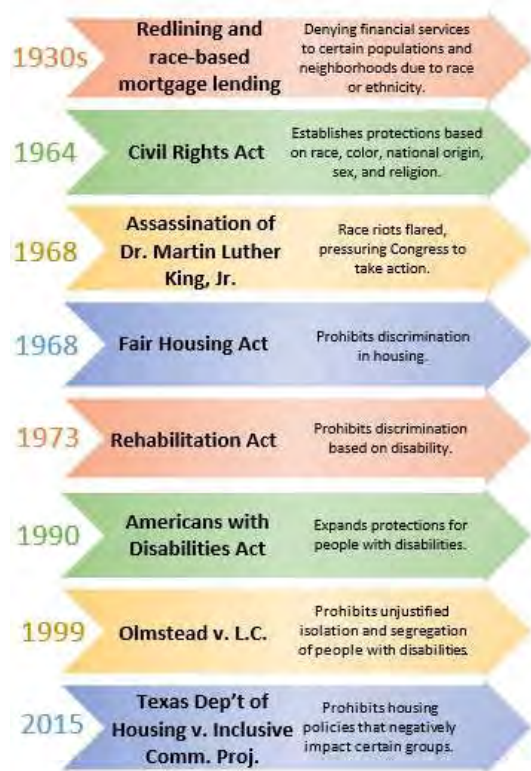 1930s
Redlining and
race-based
mortgage lending
Denying financial services
to certain populations and
neighborhoods due to race
or ethnicity.
1964
Civil Rights Act
Establishes protections based
on race, color, national origin,
sex, and religion.
1968
Assassination of
Dr. Martin Luther
King, Jr.
Race riots flared,
pressuring Congress to
take action.
1968
Fair Housing Act
Prohibits discrimination
in housing.
1973
Rehabilitation Act
Prohibits discrimination
based on disability.
1990
Americans with
Disabilities Act
Expands protections for
people with disabilities.
1999
Olmstead v. L.C.
Prohibits unjustified
isolation and segregation
of people with disabilities
2015
Texas Dep't of
Housing v. Inclusive
Comm. Proj.
Prohibits housing
policies that negatively
impact certain groups.